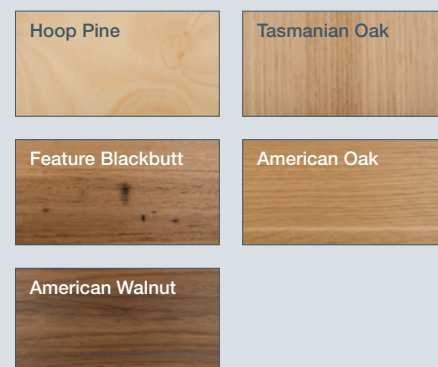 Hoop Pine
Tasmanian Oak
Feature Blackbutt
American Oak
American Walnut